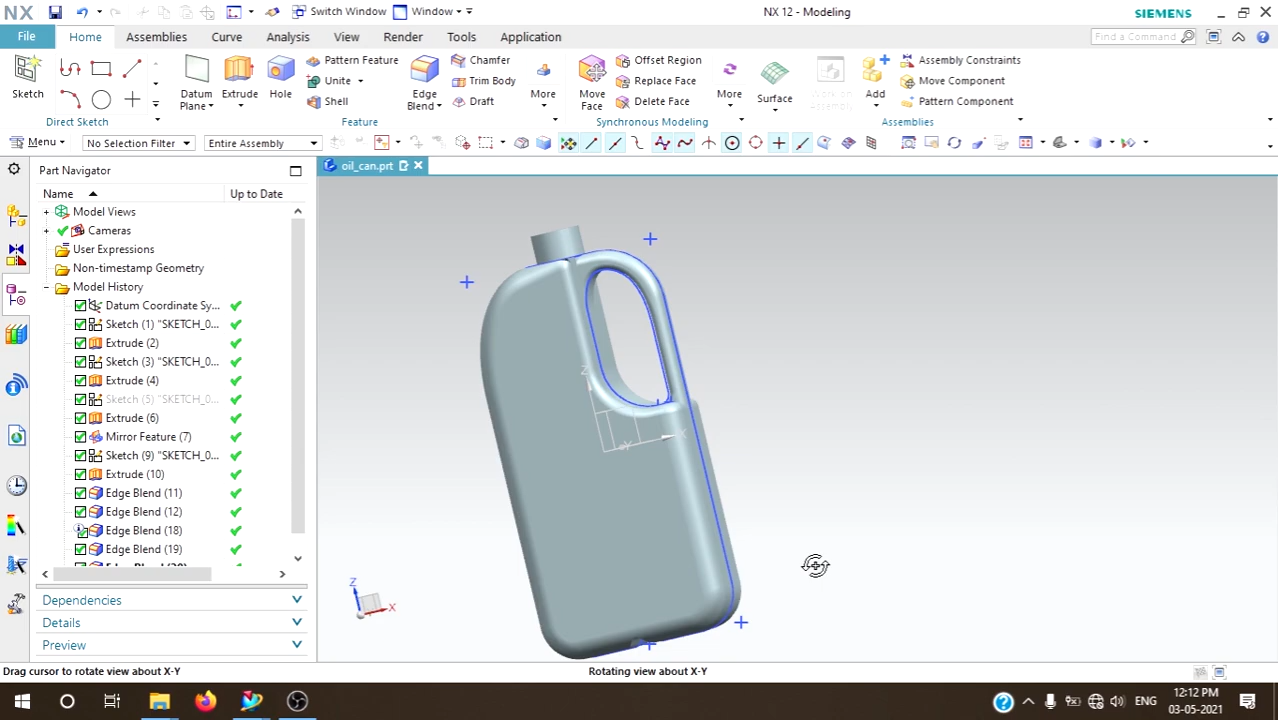 NX
Switch Window
Window
NX 12 - Modeling
SIEMENS
File
Home
Assemblies
Curve
Analysis
View
Render
Tools
Application
Find a Command
Sketch
Direct Sketch
Datum
Plane
Extrude
Hole
Pattern Feature
Unite
Shell
Edge
Blend
Chamfer
Trim Body
Draft
More
Feature
Move
Face
Offset Region
Replace Face
Delete Face
More
Synchronous Modeling
Surface
Work on
Assembly
Add
Assembly Constraints
Move Component
Pattern Component
Assemblies
Menu
No Selection Filter
Entire Assembly
Part Navigator
oil_can.prt
Name
Up to Date
Model Views
Cameras
User Expressions
Non-timestamp Geometry
Model History
Datum Coordinate Sy...
Sketch (1) "SKETCH_0...
Extrude (2)
Sketch (3) "SKETCH_0...
Extrude (4)
Sketch (5) "SKETCH_0...
Extrude (6)
Mirror Feature (7)
Sketch (9) "SKETCH_0...
Extrude (10)
Edge Blend (11)
Edge Blend (12)
Edge Blend (18)
Edge Blend (19)
Edge Blend (20)
Dependencies
Details
Preview
Z
X
Y
Z
X
Drag cursor to rotate view about X-Y
Rotating view about X-Y
ENG
12:12 PM
03-05-2021